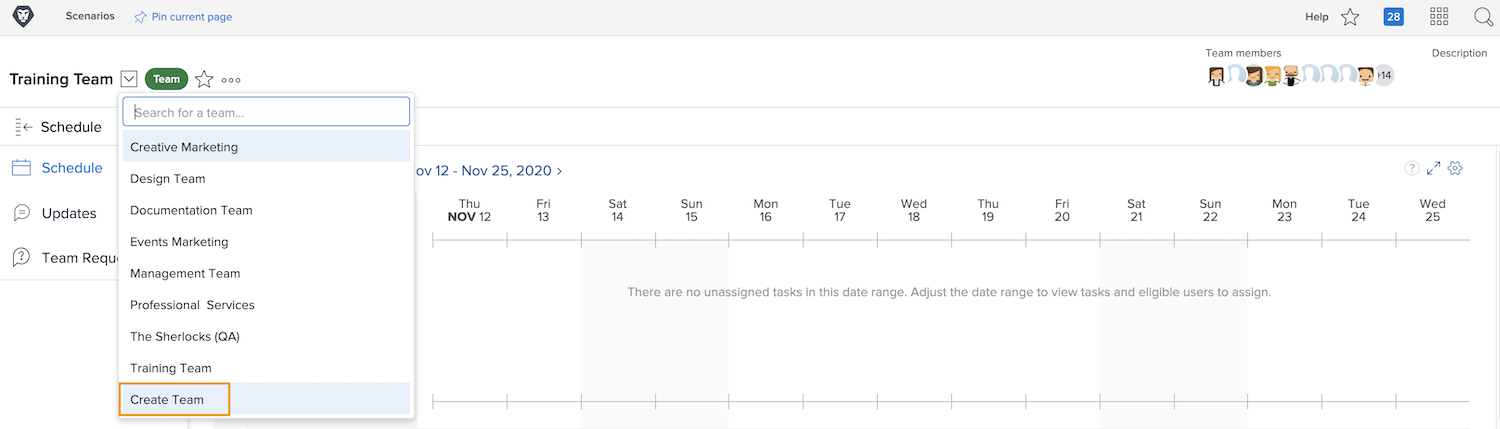 Scenarios
Pin current page
Help
28
Training Team
Team
Team members
+14
Description
Search for a team...
Creative Marketing
Design Team
Documentation Team
Events Marketing
Management Team
Professional Services
The Sherlocks (QA)
Training Team
Create Team
Schedule
Schedule
Updates
Team Requ
ov 12 - Nov 25, 2020 >
?
Thu Fri Sat Sun Mon Tue Wed Thu Fri Sat Sun Mon Tue Wed
NOV 12 13 14 15 16 17 18 19 20 21 22 23 24 25
There are no unassigned tasks in this date range. Adjust the date range to view tasks and eligible users to assign.